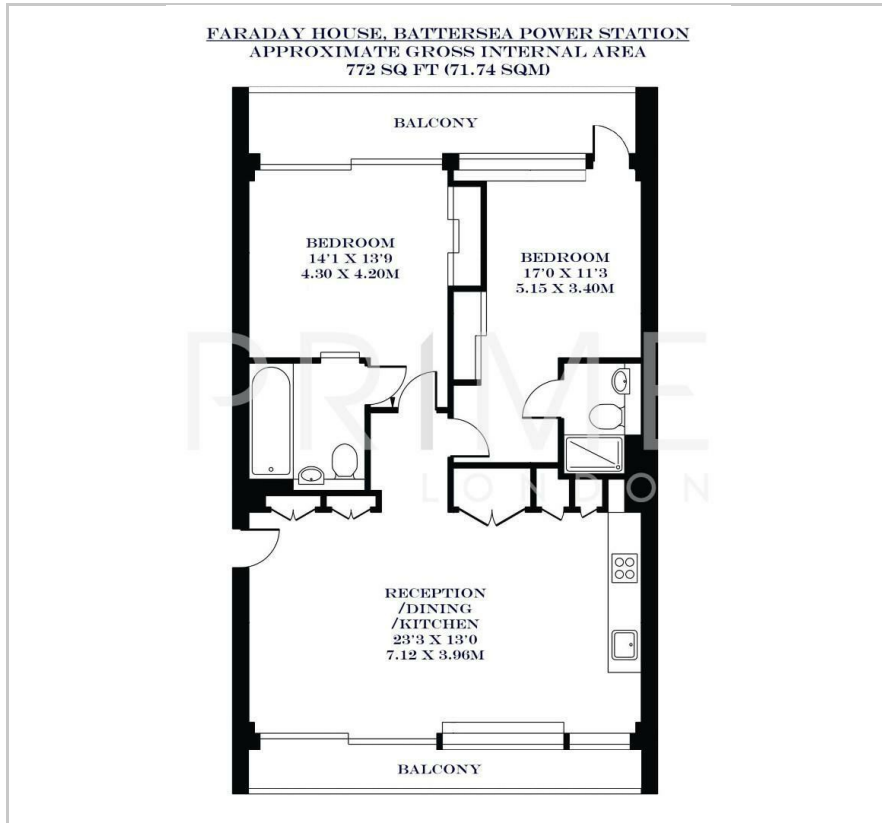 FARADAY HOUSE, BATTERSEA POWER STATION
APPROXIMATE GROSS INTERNAL AREA
772 SQ FT (71.74 SQM)
BALCONY
BEDROOM
14'1 X 13'9
4.30 X 4.20M
BEDROOM
17'0 X 11'3
5.15 X 3.40M
PRIME
LONDON
RECEPTION
/DINING
/KITCHEN
23'3 X 13'0
7.12 X 3.96M
BALCONY